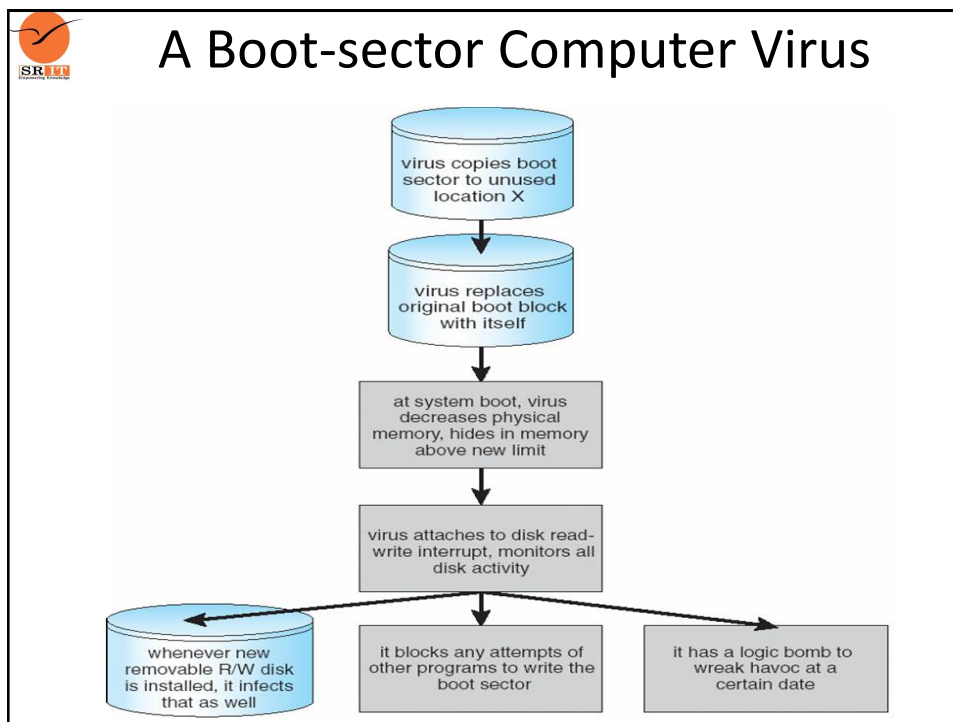 SRIT
Empowering Knowledge
A Boot-sector Computer Virus
virus copies boot
sector to unused
location X
virus replaces
original boot block
with itself
at system boot, virus
decreases physical
memory, hides in memory
above new limit
virus attaches to disk read-
write interrupt, monitors all
disk activity
whenever new
removable R/W disk
is installed, it infects
that as well
it blocks any attempts of
other programs to write the
boot sector
it has a logic bomb to
wreak havoc at a
certain date